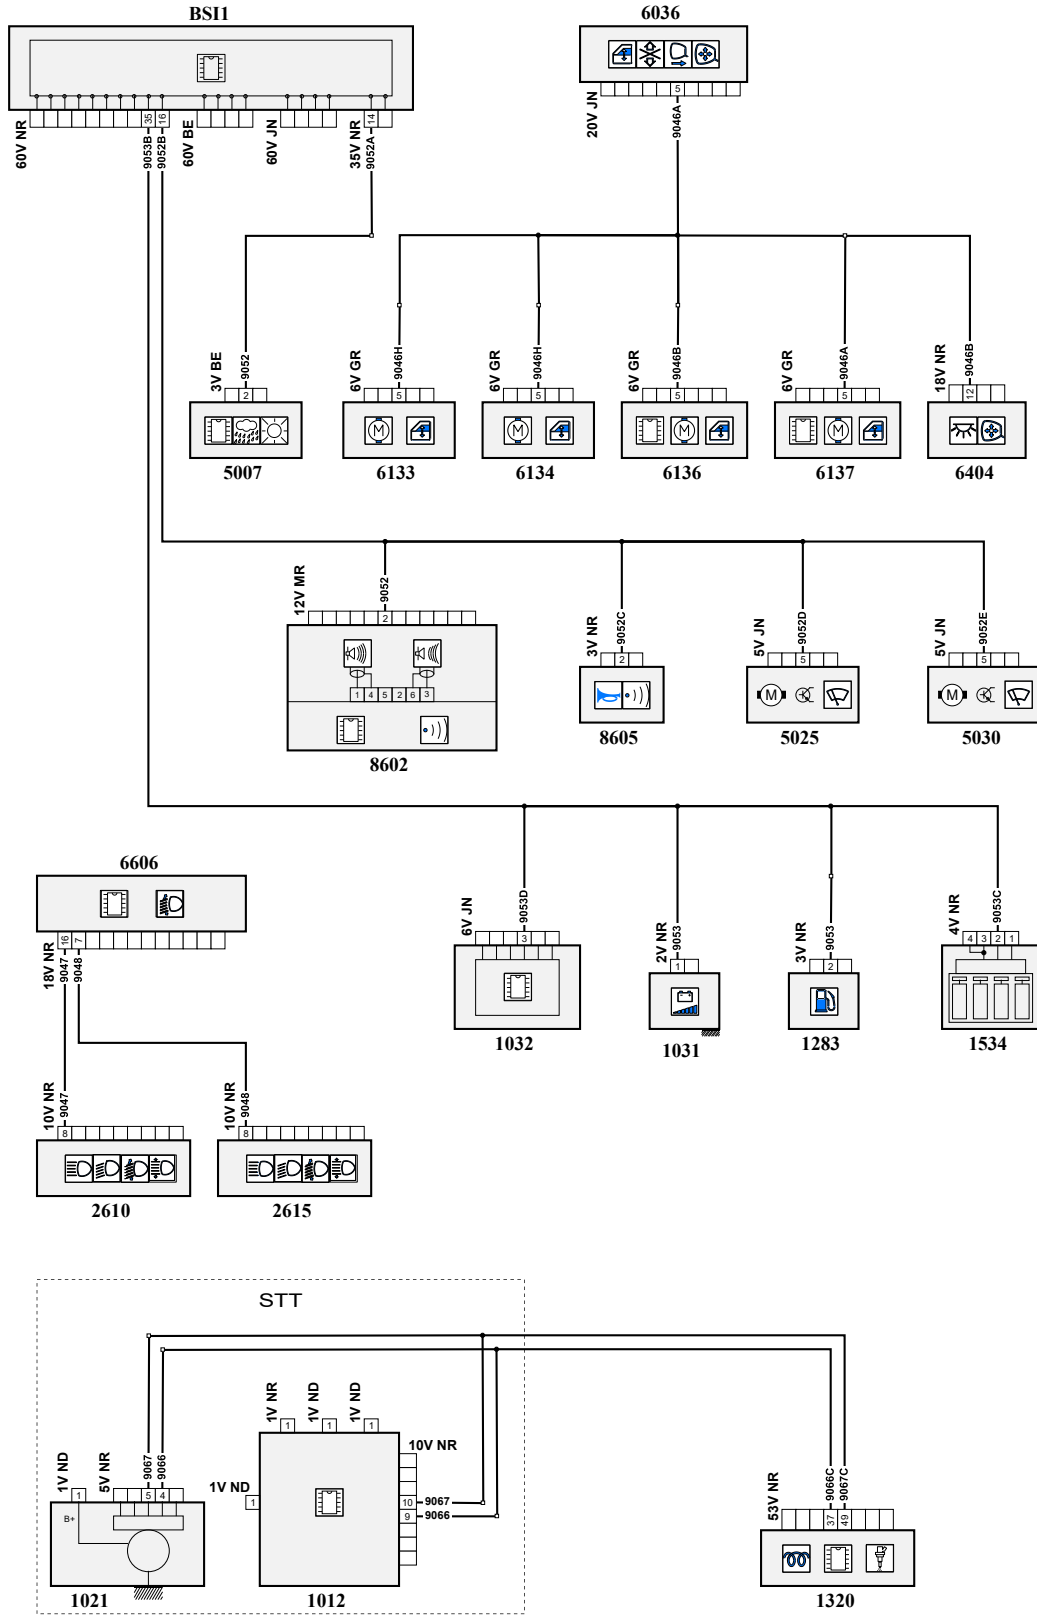 BSI1
6036
5
20V JN
9046A
60V NR
35
16
60V BE
60V JN
35V NR
14
9053B
9052B
9052A
3V BE
9052
2
5007
6V GR
9046H
5
M
6133
6V GR
9046H
5
M
6134
6V GR
9046B
5
M
6136
6V GR
9046A
5
M
6137
18V NR
9046B
12
6404
12V MR
9052
2
1 4 5 2 6 3
8602
3V NR
9052C
2
8605
5V JN
9052D
5
M
5025
5V JN
9052E
5
M
5030
6606
16 7
18V NR
9047
9048
6V JN
9053D
3
1032
2V NR
9053
1
1031
3V NR
9053
2
1283
4V NR
9053C
4 3 2 1
1534
10V NR
9047
8
2610
10V NR
9048
8
2615
STT
1V ND
1
B+
5V NR
9067
9066
5 4
1021
1V NR
1
1V ND
1
1V ND
1
1V ND
1
10V NR
10 9067
9 9066
1012
53V NR
9066C
9067C
37
49
1320